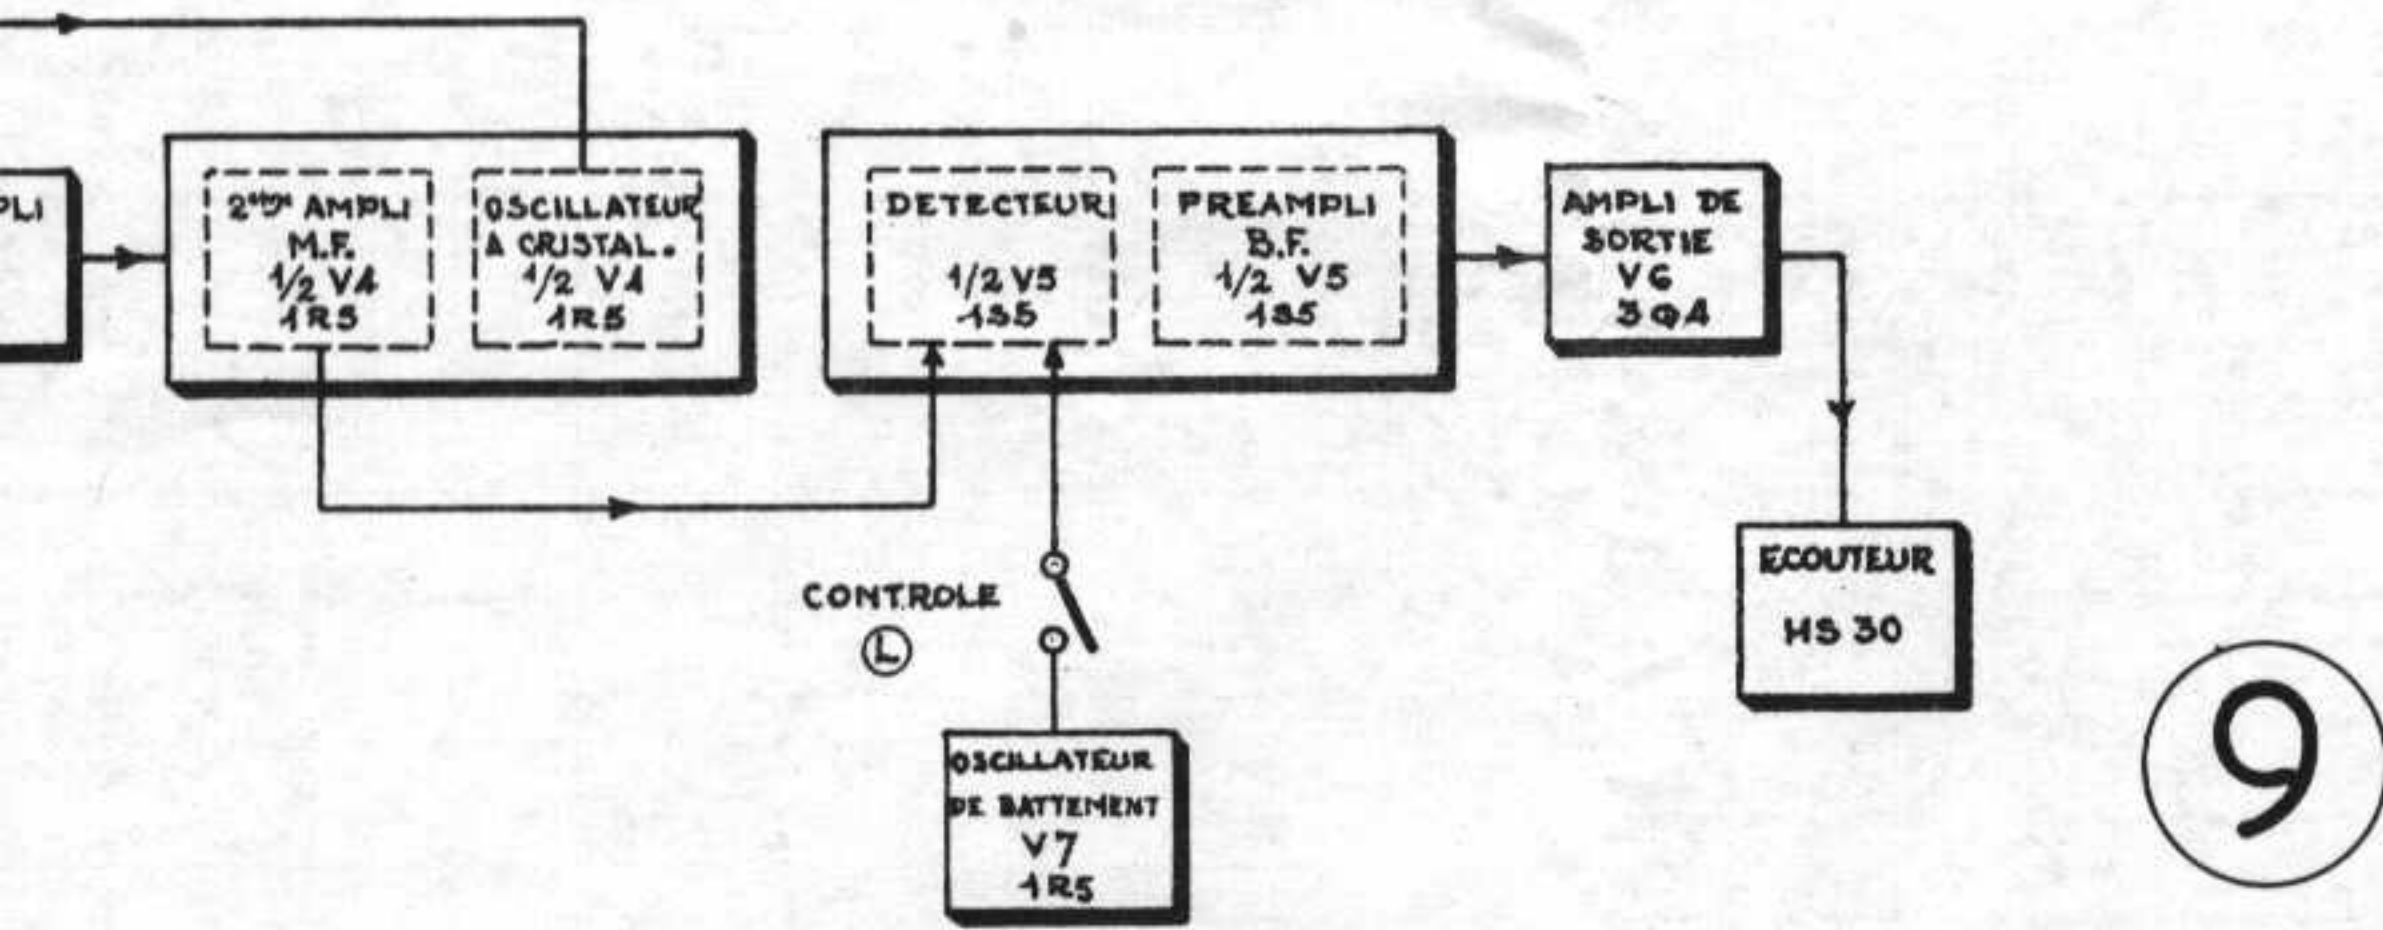 PLI
2ème AMPLI
M.F.
1/2 V4
1R5
OSCILLATEUR
A CRISTAL.
1/2 V4
1R5
DETECTEUR
1/2 V5
1S5
PREAMPLI
B.F.
1/2 V5
1S5
AMPLI DE
SORTIE
V6
3Q4
CONTROLE
L
ECOUTEUR
HS 30
OSCILLATEUR
DE BATTEMENT
V7
1R5
9